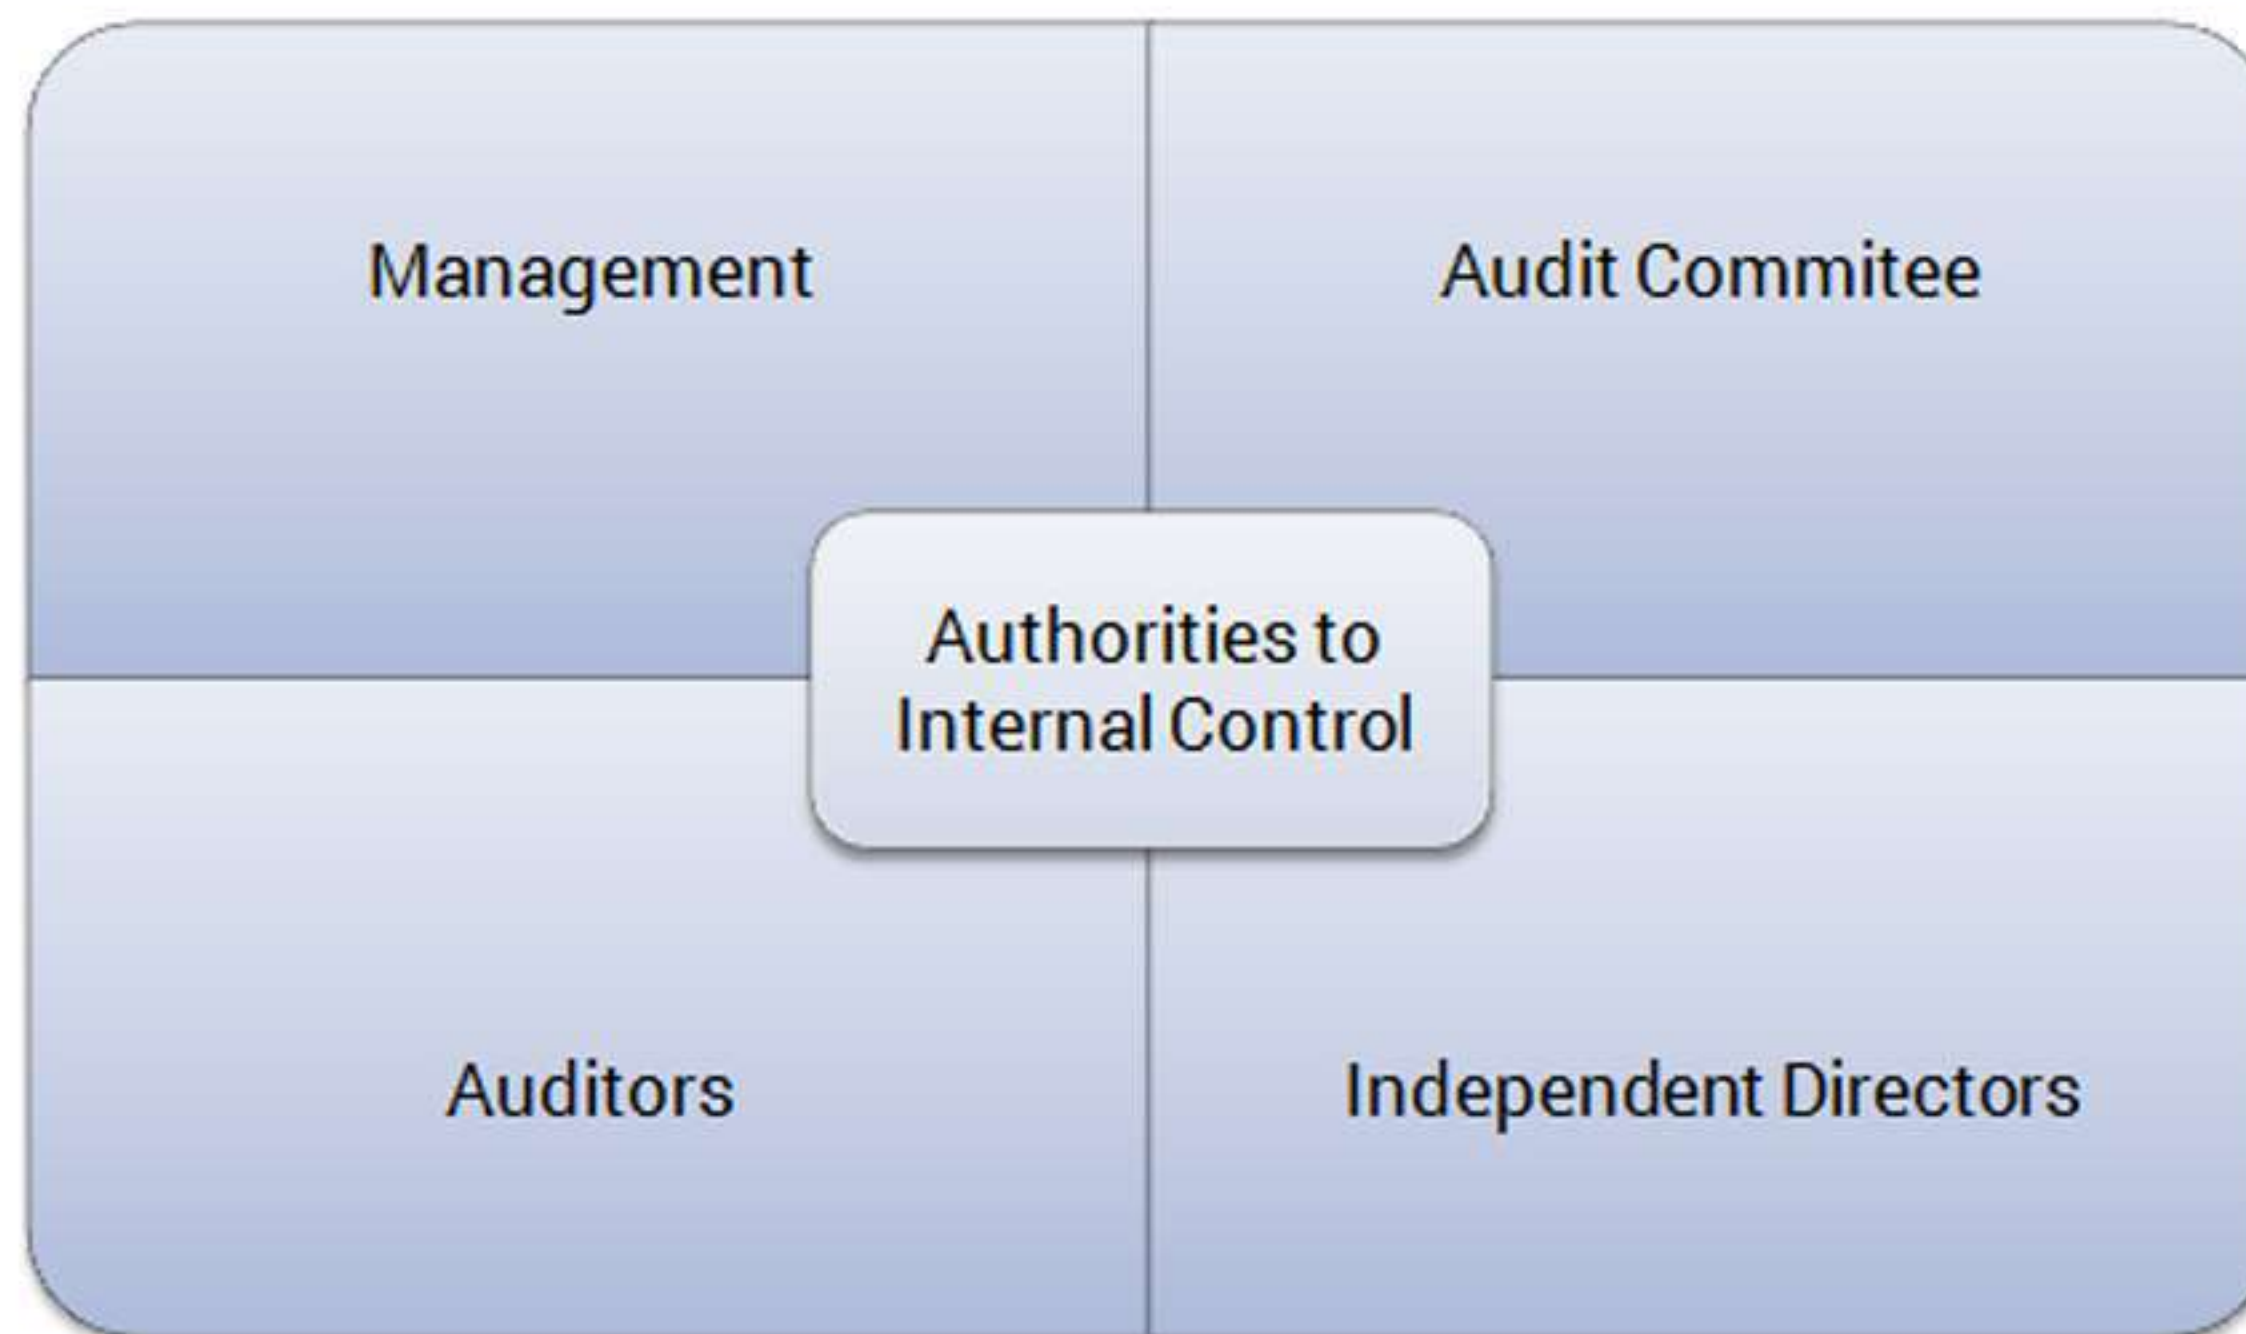 Management
Audit Commitee
Authorities to
Internal Control
Auditors
Independent Directors